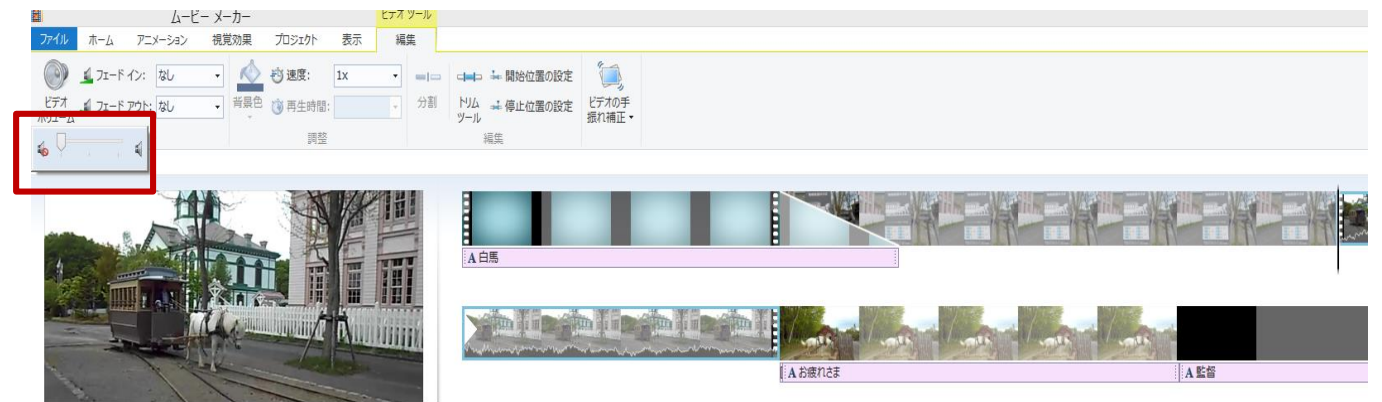 ムービー メーカー
ビデオ ツール
ファイル ホーム アニメーション 視覚効果 プロジェクト 表示 編集
フェード イン: なし 速度: 1x 開始位置の設定
ビデオ フェード アウト: なし 背景色 再生時間: 分割 トリム 停止位置の設定 ビデオの手
ボリューム ツール 振れ補正
調整 編集
A 白馬
A お疲れさま A 監督